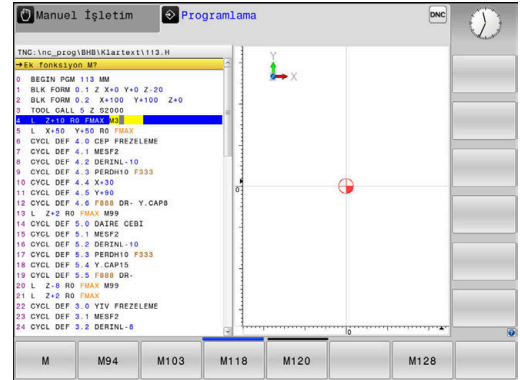 Manuel İşletim
Programlama
DNC
TNC:\nc_prog\BHB\Klartext\113.H
→Ek fonksiyon M?
0 BEGIN PGM 113 MM
1 BLK FORM 0.1 Z X+0 Y+0 Z-20
2 BLK FORM 0.2 X+100 Y+100 Z+0
3 TOOL CALL 5 Z S2000
4 L Z+10 R0 FMAX M3
5 L X+50 Y+50 R0 FMAX
6 CYCL DEF 4.0 CEP FREZELEME
7 CYCL DEF 4.1 MESF2
8 CYCL DEF 4.2 DERINL-10
9 CYCL DEF 4.3 PERDH10 F333
10 CYCL DEF 4.4 X+30
11 CYCL DEF 4.5 Y+90
12 CYCL DEF 4.6 F888 DR- Y.CAP8
13 L Z+2 R0 FMAX M99
14 CYCL DEF 5.0 DAIRE CEBI
15 CYCL DEF 5.1 MESF2
16 CYCL DEF 5.2 DERINL-10
17 CYCL DEF 5.3 PERDH10 F333
18 CYCL DEF 5.4 Y.CAP15
19 CYCL DEF 5.5 F888 DR-
20 L Z-8 R0 FMAX M99
21 L Z+2 R0 FMAX
22 CYCL DEF 3.0 YIV FREZELEME
23 CYCL DEF 3.1 MESF2
24 CYCL DEF 3.2 DERINL-8
Y
X
0
0
M M94 M103 M118 M120 M128